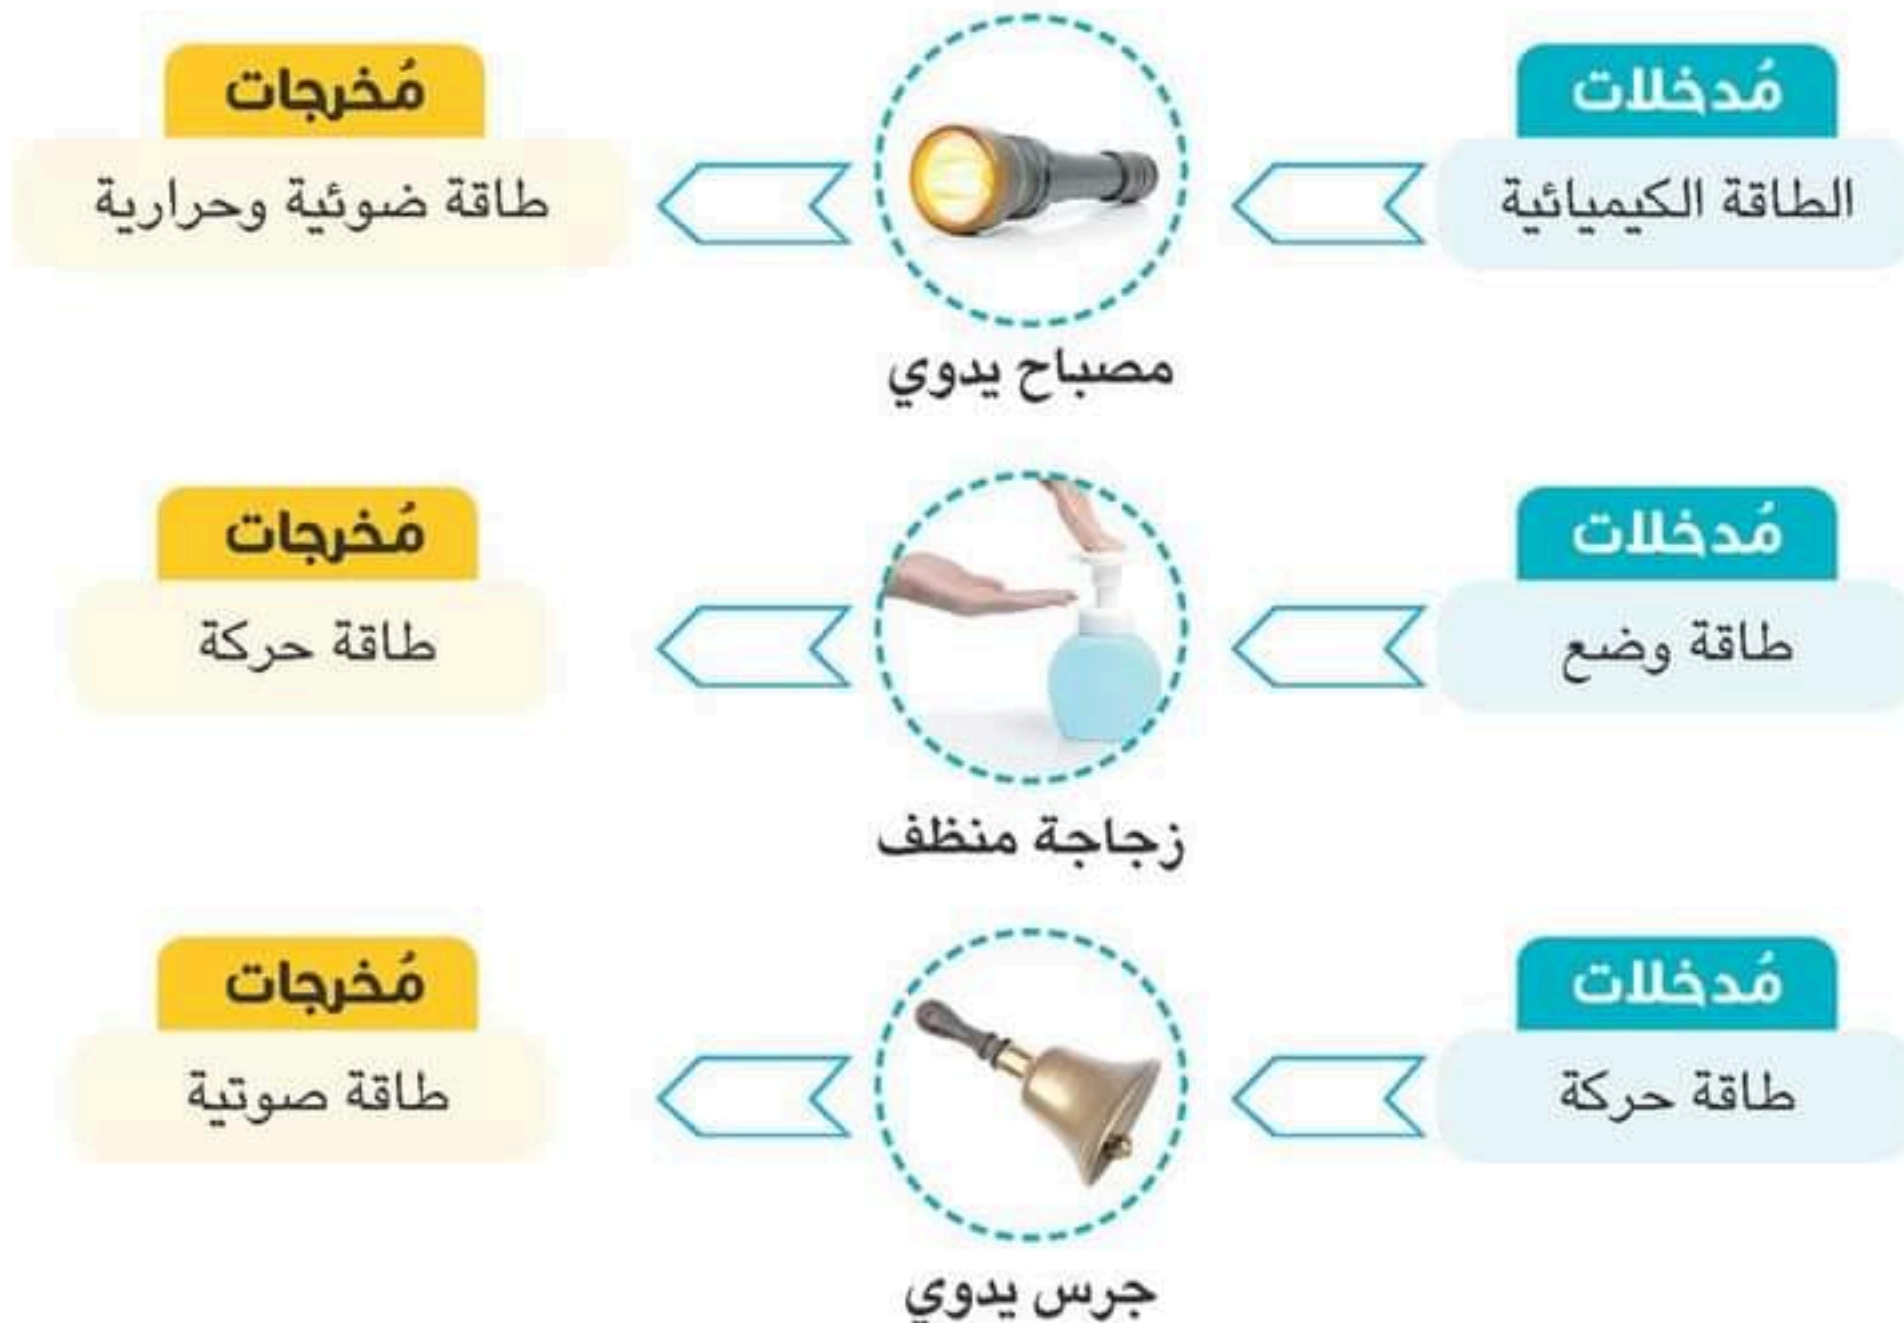 مُدخلات
الطاقة الكيميائية
مصباح يدوي
مُخرجات
طاقة ضوئية وحرارية
مُدخلات
طاقة وضع
زجاجة منظف
مُخرجات
طاقة حركة
مُدخلات
طاقة حركة
جرس يدوي
مُخرجات
طاقة صوتية